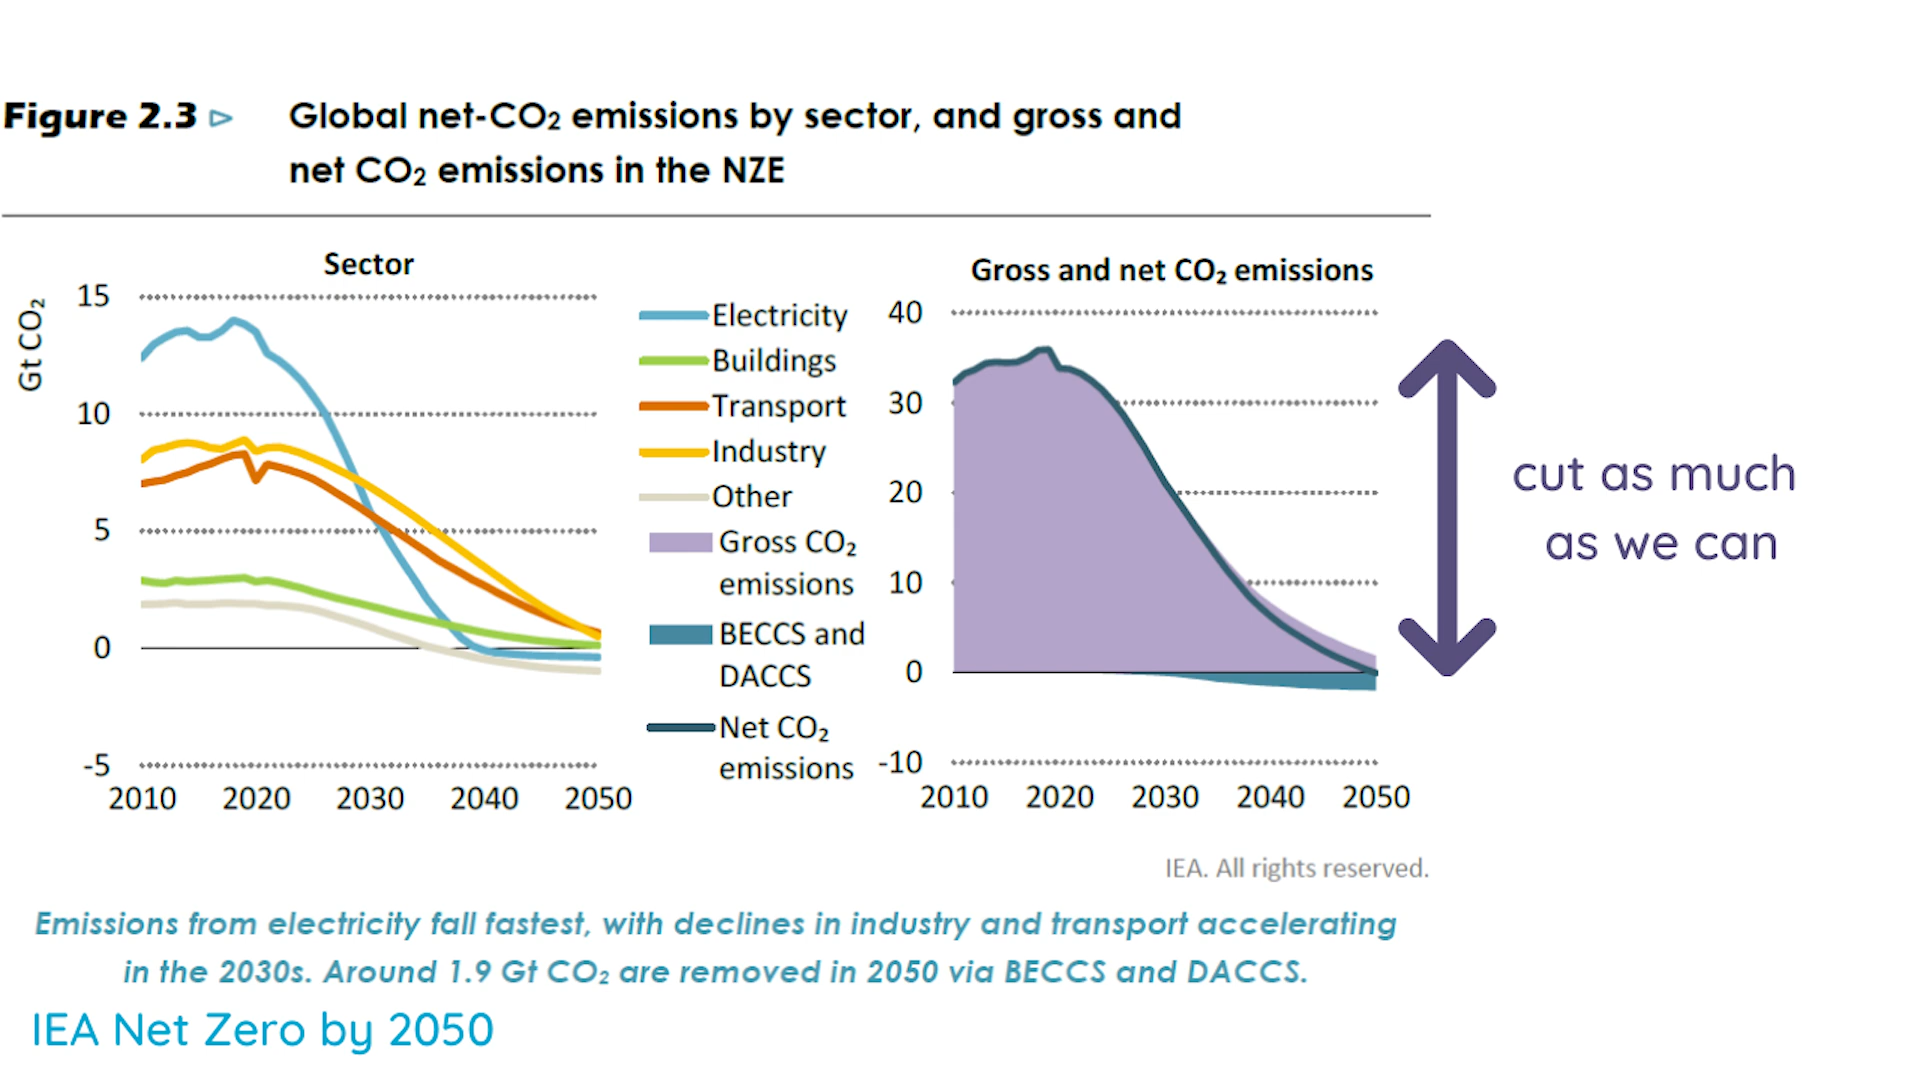 Figure 2.3 ▷ Global net-CO₂ emissions by sector, and gross and
net CO₂ emissions in the NZE
Sector
Gt CO₂
15
10
5
0
-5
2010 2020 2030 2040 2050
Electricity
Buildings
Transport
Industry
Other
Gross CO₂
emissions
BECCS and
DACCS
Net CO₂
emissions
Gross and net CO₂ emissions
40
30
20
10
0
-10
2010 2020 2030 2040 2050
cut as much
as we can
IEA. All rights reserved.
Emissions from electricity fall fastest, with declines in industry and transport accelerating
in the 2030s. Around 1.9 Gt CO₂ are removed in 2050 via BECCS and DACCS.
IEA Net Zero by 2050